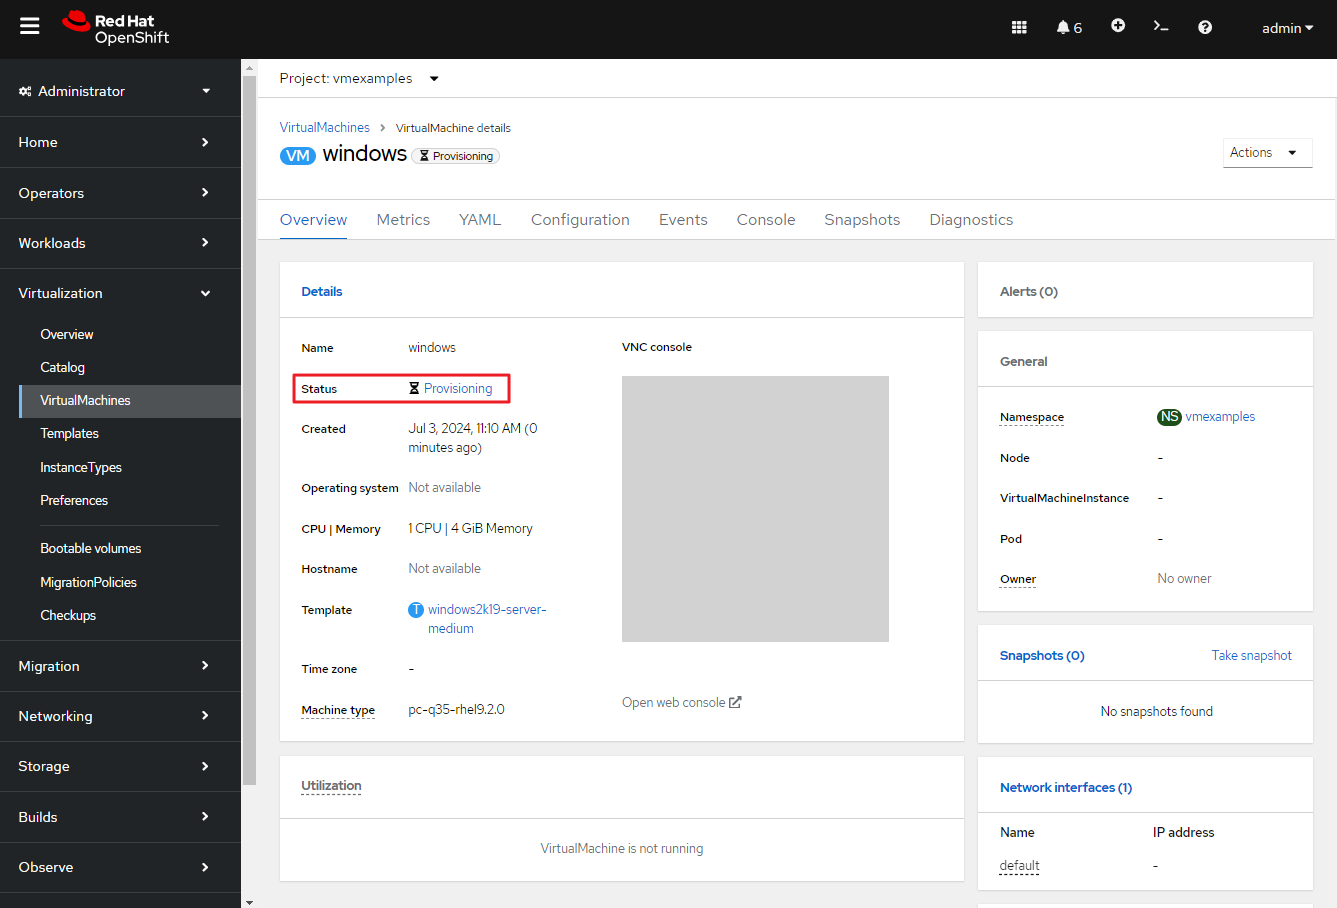 Red Hat
OpenShift
6
admin
Administrator
Home
Operators
Workloads
Virtualization
Overview
Catalog
VirtualMachines
Templates
InstanceTypes
Preferences
Bootable volumes
MigrationPolicies
Checkups
Migration
Networking
Storage
Builds
Observe
Project: vmexamples
VirtualMachines > VirtualMachine details
VM windows Provisioning
Actions
Overview Metrics YAML Configuration Events Console Snapshots Diagnostics
Details
Name windows
Status Provisioning
Created Jul 3, 2024, 11:10 AM (0
minutes ago)
Operating system Not available
CPU | Memory 1 CPU | 4 GiB Memory
Hostname Not available
Template T windows2k19-server-
medium
Time zone -
Machine type pc-q35-rhel9.2.0
VNC console
Open web console
Utilization
VirtualMachine is not running
Alerts (0)
General
Namespace NS vmexamples
Node -
VirtualMachineInstance -
Pod -
Owner No owner
Snapshots (0) Take snapshot
No snapshots found
Network interfaces (1)
Name IP address
default -